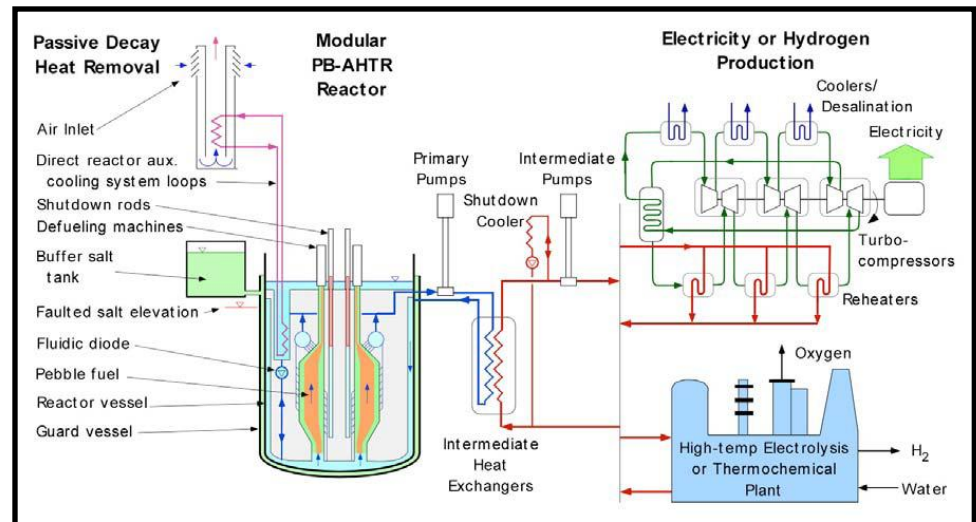 Passive Decay
Heat Removal
Modular
PB-AHTR
Reactor
Electricity or Hydrogen
Production
Air Inlet
Direct reactor aux.
cooling system loops
Shutdown rods
Defueling machines
Buffer salt
tank
Faulted salt elevation
Fluidic diode
Pebble fuel
Reactor vessel
Guard vessel
Primary
Pumps
Intermediate
Pumps
Shutdown
Cooler
Intermediate
Heat
Exchangers
Coolers/
Desalination
Electricity
Turbo-
compressors
Reheaters
Oxygen
High-temp Electrolysis
or Thermochemical
Plant
H2
Water